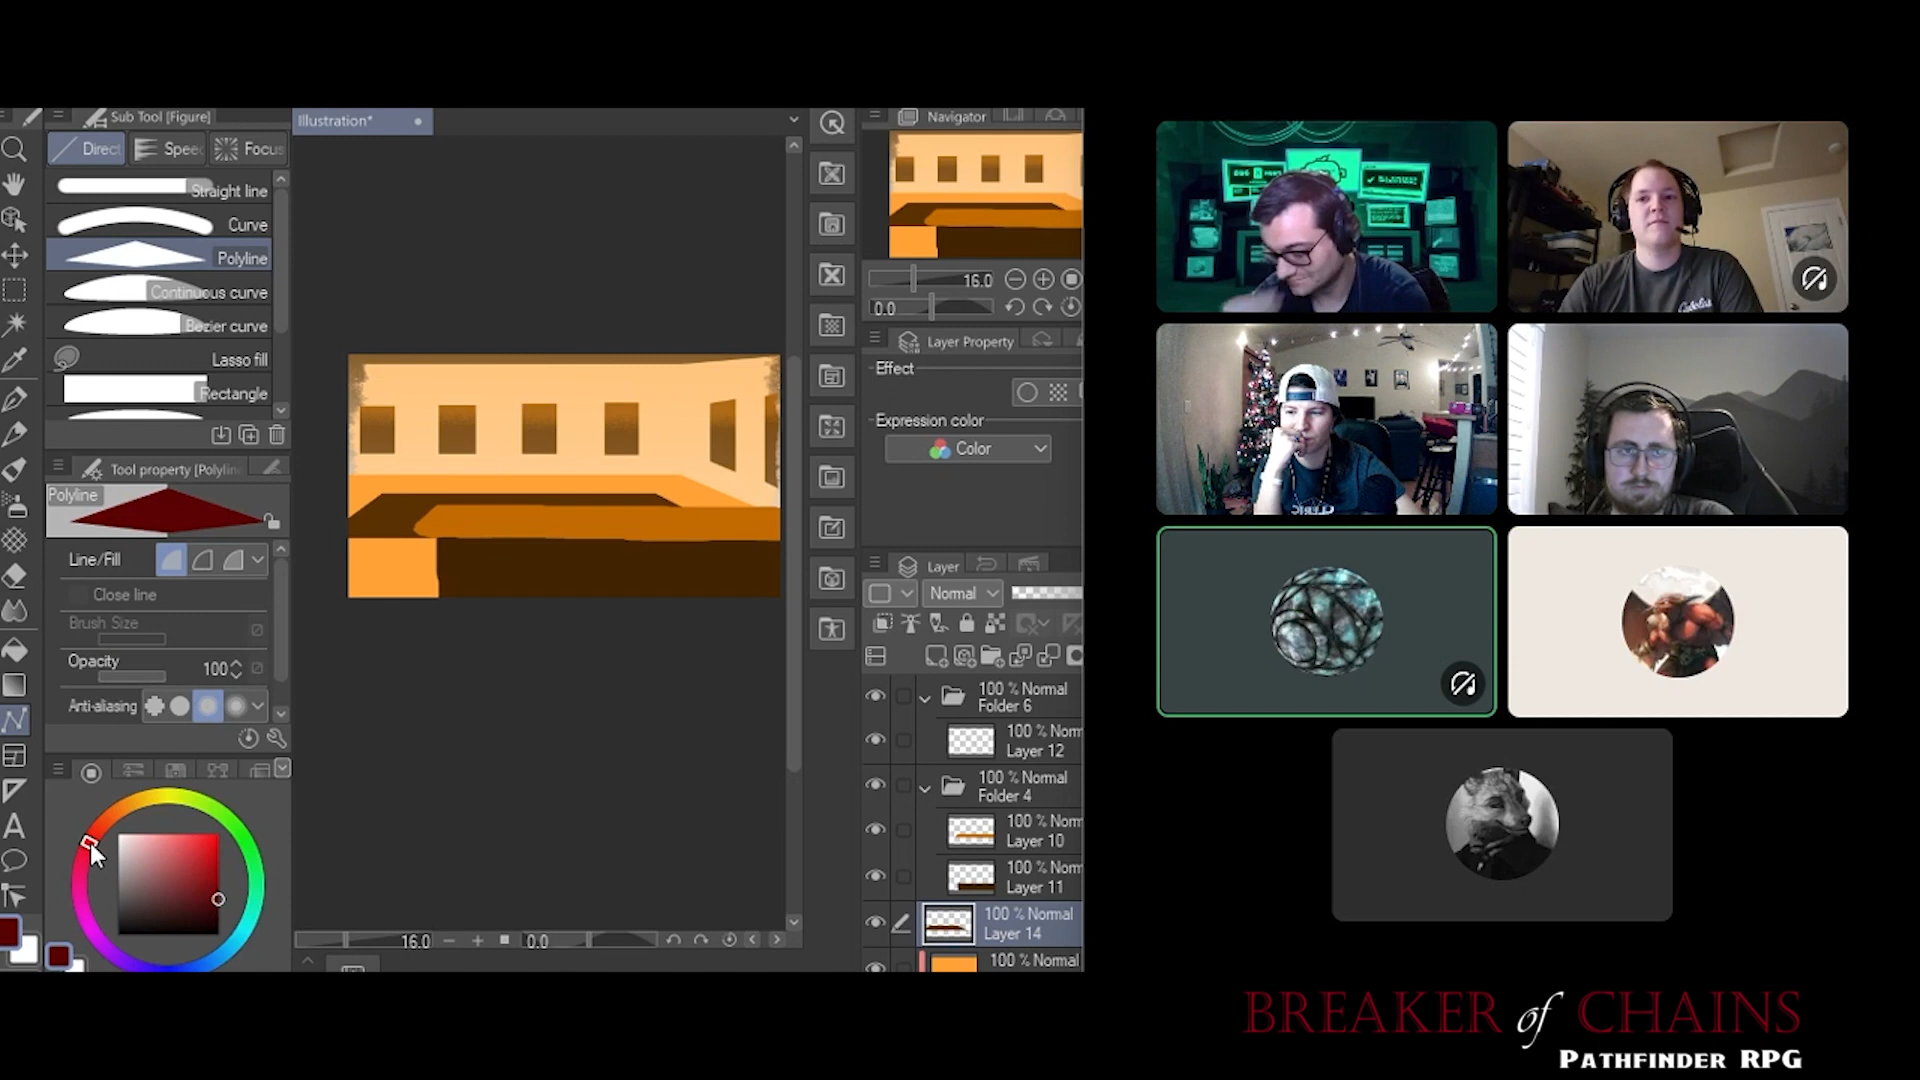 Sub Tool [Figure]
Direct
Speed
Focus
Straight line
Curve
Polyline
Continuous curve
Bezier curve
Lasso fill
Rectangle
Tool property [Polylin
Polyline
Line/Fill
Close line
Brush Size
Opacity
100
Anti-aliasing
Illustration*
16.0
0.0
Navigator
16.0
0.0
Layer Property
Effect
Expression color
Color
Layer
Normal
100 % Normal
Folder 6
100 % Norm
Layer 12
100 % Normal
Folder 4
100 % Norm
Layer 10
100 % Norm
Layer 11
100 % Normal
Layer 14
100 % Normal
BREAKER of CHAINS
PATHFINDER RPG